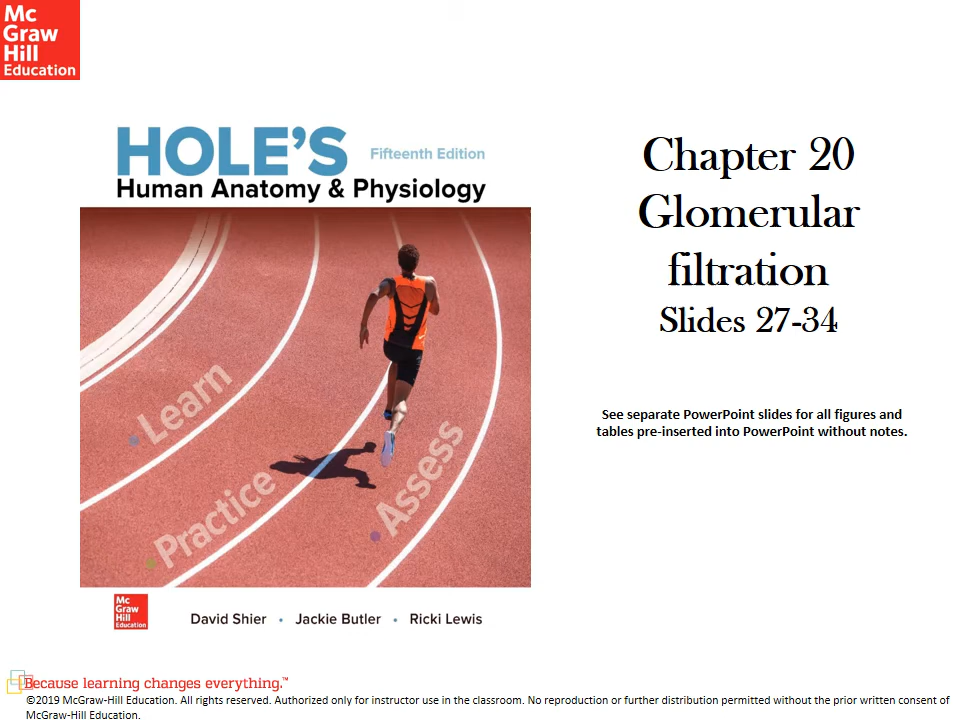 Mc
Graw
Hill
Education
HOLE'S Fifteenth Edition
Human Anatomy & Physiology
Learn
Practice
Assess
Mc
Graw
Hill
Education
David Shier • Jackie Butler • Ricki Lewis
Chapter 20
Glomerular
filtration
Slides 27-34
See separate PowerPoint slides for all figures and
tables pre-inserted into PowerPoint without notes.
Because learning changes everything.™
©2019 McGraw-Hill Education. All rights reserved. Authorized only for instructor use in the classroom. No reproduction or further distribution permitted without the prior written consent of
McGraw-Hill Education.